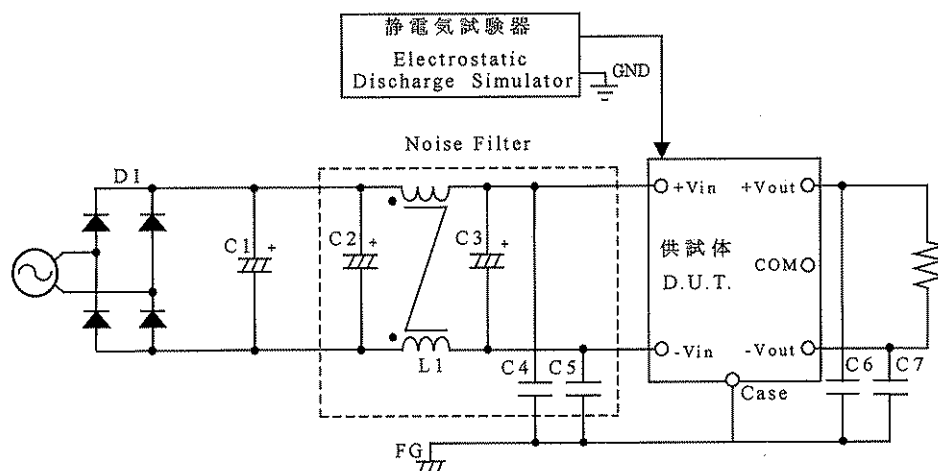 静電気試験器
Electrostatic
Discharge Simulator
GND
Noise Filter
D1
C1
+
C2
+
C3
+
L1
C4
C5
+Vin
+Vout
供試体
D.U.T.
COM
-Vin
-Vout
Case
C6
C7
FG